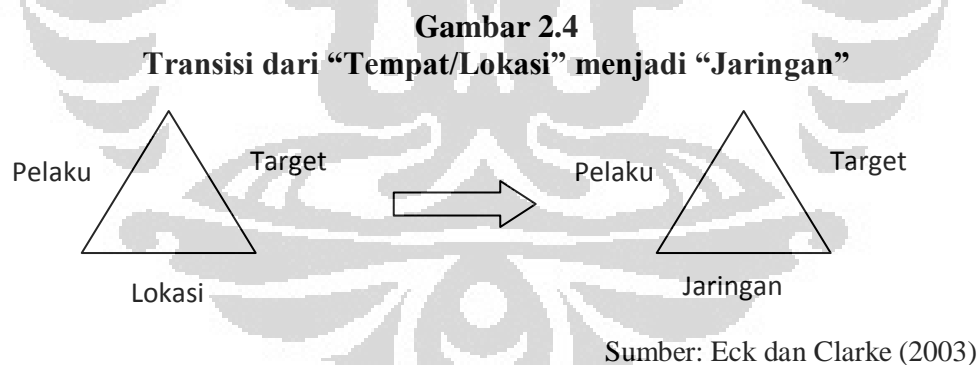 Gambar 2.4
Transisi dari “Tempat/Lokasi” menjadi “Jaringan”
Pelaku
Target
Pelaku
Target
Lokasi
Jaringan
Sumber: Eck dan Clarke (2003)